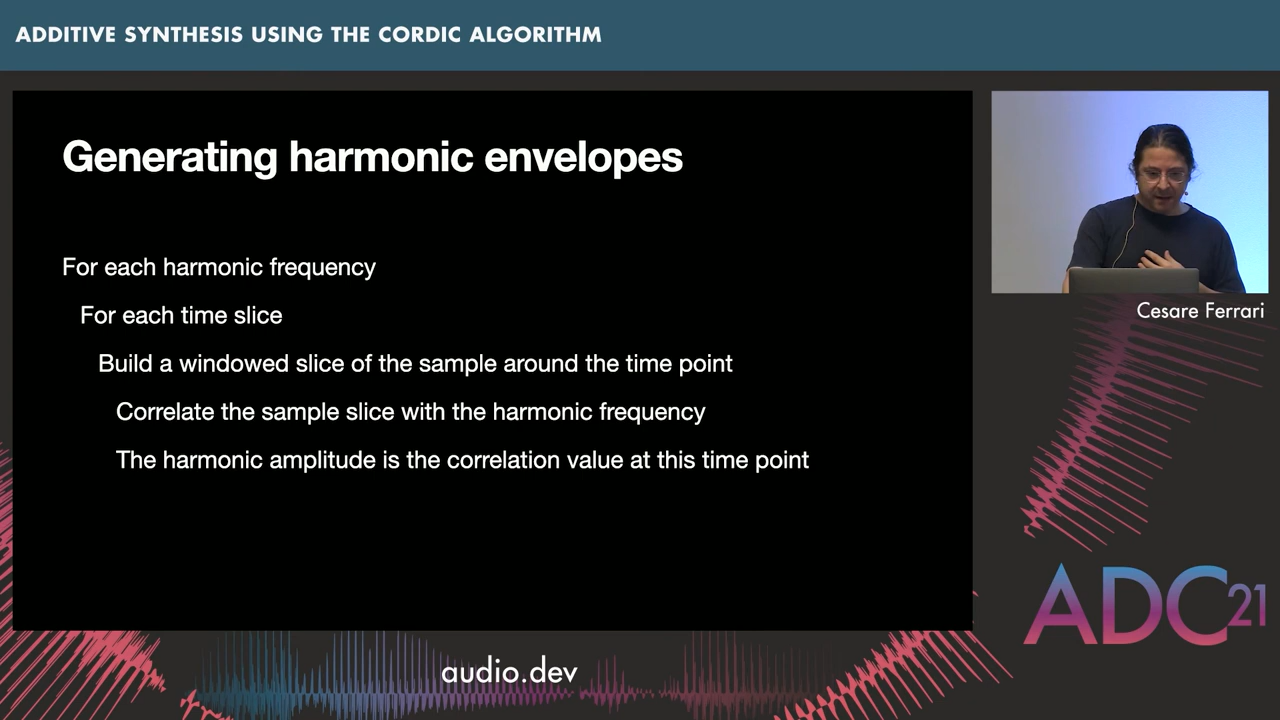 ADDITIVE SYNTHESIS USING THE CORDIC ALGORITHM
Generating harmonic envelopes
For each harmonic frequency
For each time slice
Build a windowed slice of the sample around the time point
Correlate the sample slice with the harmonic frequency
The harmonic amplitude is the correlation value at this time point
Cesare Ferrari
ADC21
audio.dev